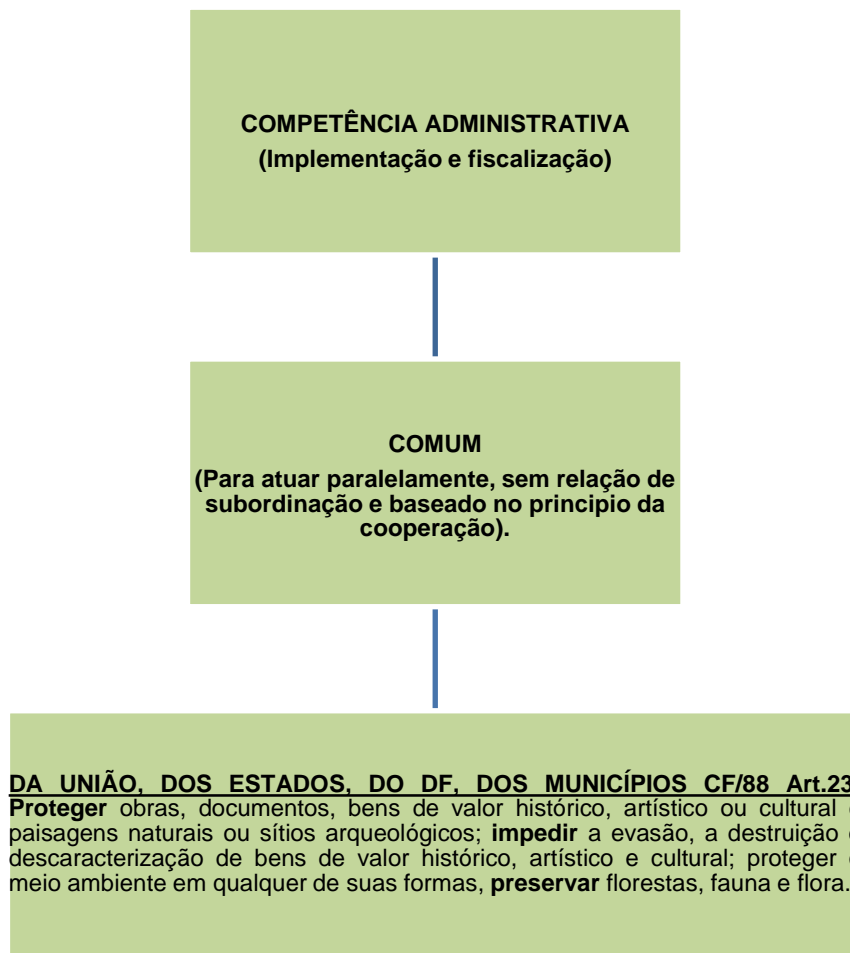 COMPETÊNCIA ADMINISTRATIVA
(Implementação e fiscalização)
COMUM
(Para atuar paralelamente, sem relação de
subordinação e baseado no principio da
cooperação).
DA UNIÃO, DOS ESTADOS, DO DF, DOS MUNICÍPIOS CF/88 Art.23
Proteger obras, documentos, bens de valor histórico, artístico ou cultural
paisagens naturais ou sítios arqueológicos; impedir a evasão, a destruição
descaracterização de bens de valor histórico, artístico e cultural; proteger
meio ambiente em qualquer de suas formas, preservar florestas, fauna e flora.